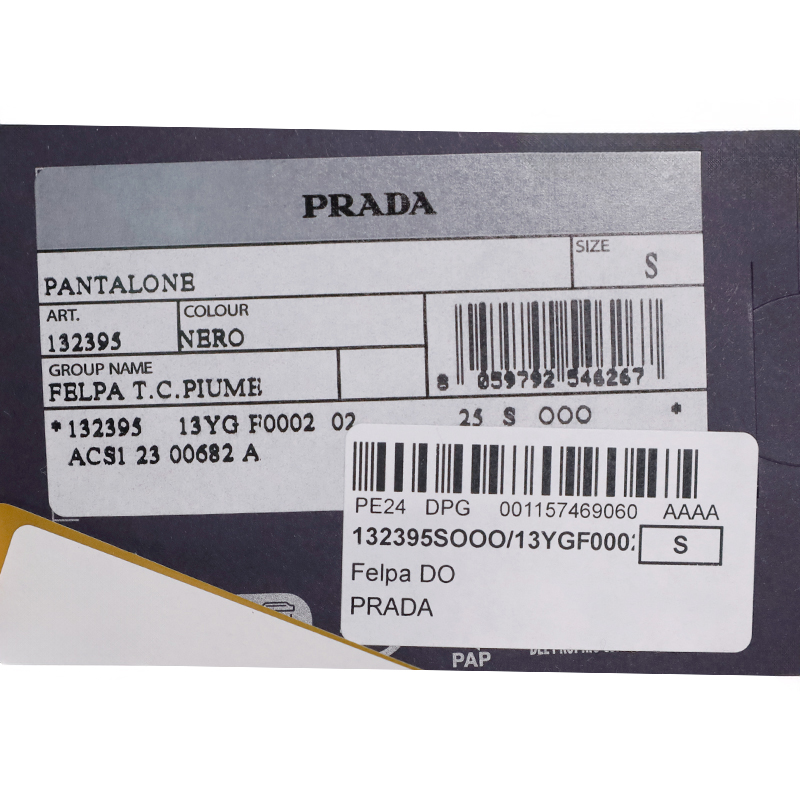 PRADA
PANTALONE
SIZE
S
ART.
132395
COLOUR
NERO
GROUP NAME
FELPA T.C.PIUME
8 059792 546267
*132395 13YG F0002 02 25 S OOO *
ACS1 23 00682 A
PE24 DPG 001157469060 AAAA
132395SOOO/13YGF000
S
Felpa DO
PRADA
PAP